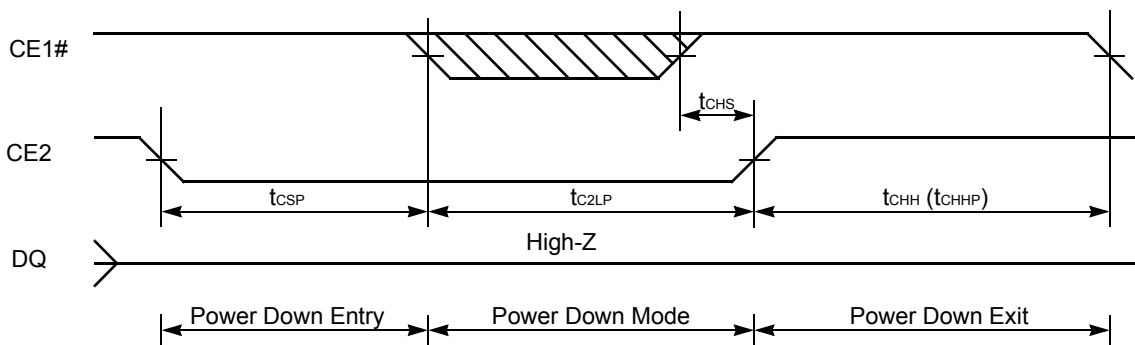 CE1#
tCHS
CE2
tCSP
tC2LP
tCHH (tCHHP)
High-Z
DQ
Power Down Entry
Power Down Mode
Power Down Exit